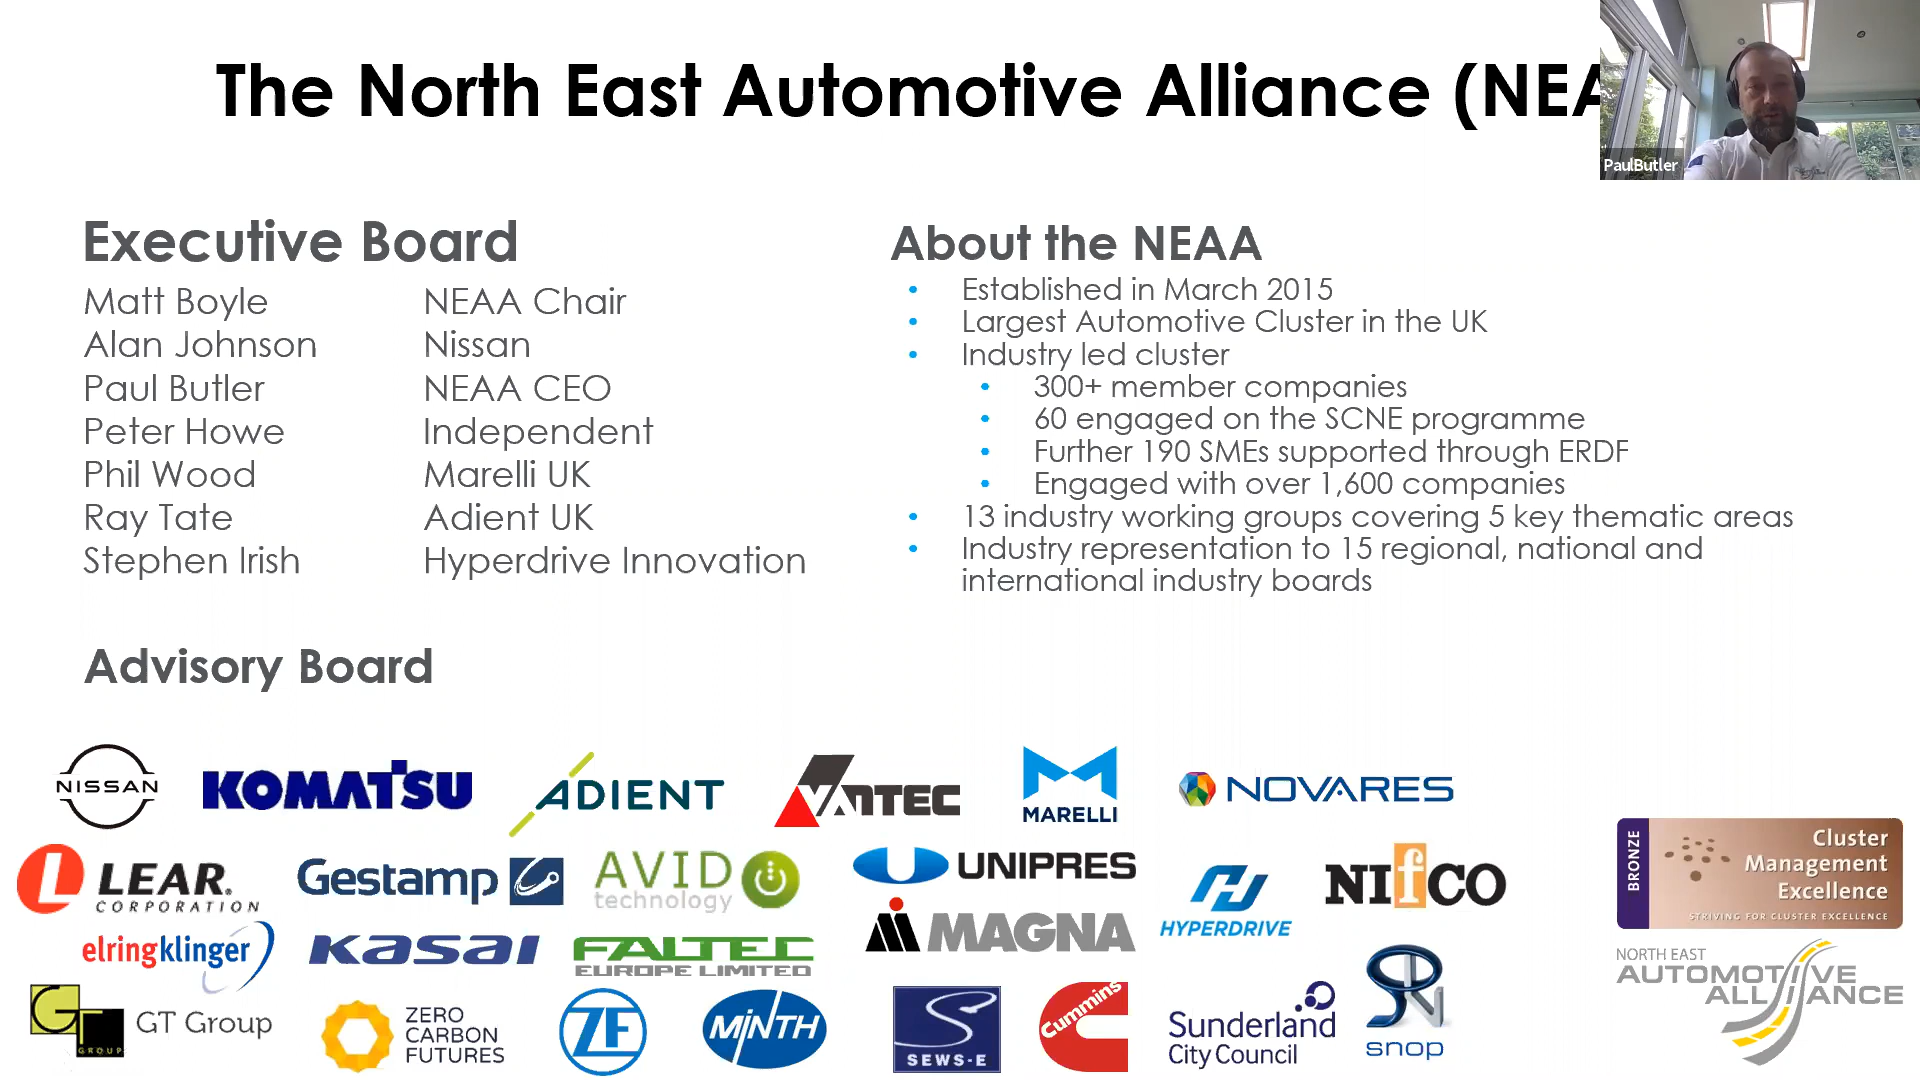 The North East Automotive Alliance (NEA
PaulButler
Executive Board
Matt Boyle NEAA Chair
Alan Johnson Nissan
Paul Butler NEAA CEO
Peter Howe Independent
Phil Wood Marelli UK
Ray Tate Adient UK
Stephen Irish Hyperdrive Innovation
About the NEAA
• Established in March 2015
• Largest Automotive Cluster in the UK
• Industry led cluster
• 300+ member companies
• 60 engaged on the SCNE programme
• Further 190 SMEs supported through ERDF
• Engaged with over 1,600 companies
• 13 industry working groups covering 5 key thematic areas
• Industry representation to 15 regional, national and
international industry boards
Advisory Board
NISSAN
KOMATSU
ADIENT
VANTEC
MARELLI
NOVARES
LEAR.
CORPORATION
Gestamp
AVID
technology
UNIPRES
MAGNA
HYPERDRIVE
NIfCO
elringklinger
Kasai
FALTEC
EUROPE LIMITED
GT
GROUP
GT Group
ZERO
CARBON
FUTURES
ZF
MINTH
SEWS-E
Cummins
Sunderland
City Council
snop
BRONZE
Cluster
Management
Excellence
STRIVING FOR CLUSTER EXCELLENCE
NORTH EAST
AUTOMOTIVE
ALLIANCE